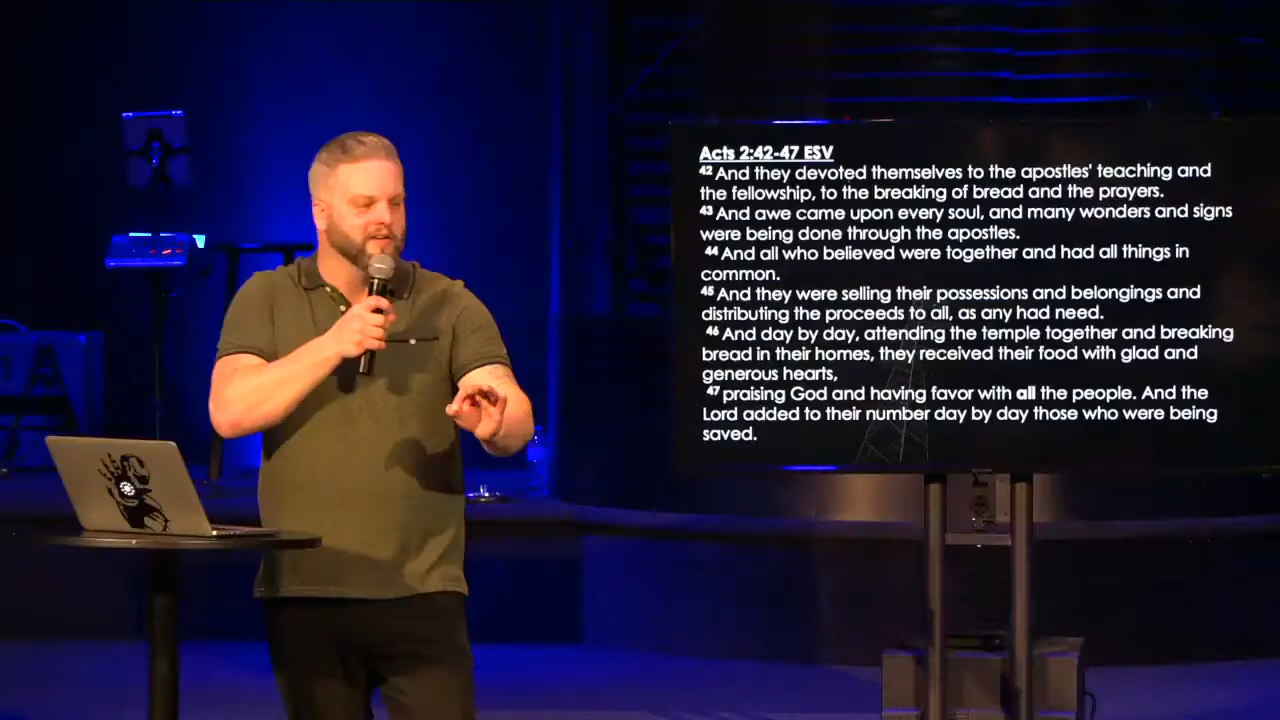 Acts 2:42-47 ESV
42 And they devoted themselves to the apostles' teaching and
the fellowship, to the breaking of bread and the prayers.
43 And awe came upon every soul, and many wonders and signs
were being done through the apostles.
44 And all who believed were together and had all things in
common.
45 And they were selling their possessions and belongings and
distributing the proceeds to all, as any had need.
46 And day by day, attending the temple together and breaking
bread in their homes, they received their food with glad and
generous hearts,
47 praising God and having favor with all the people. And the
Lord added to their number day by day those who were being
saved.